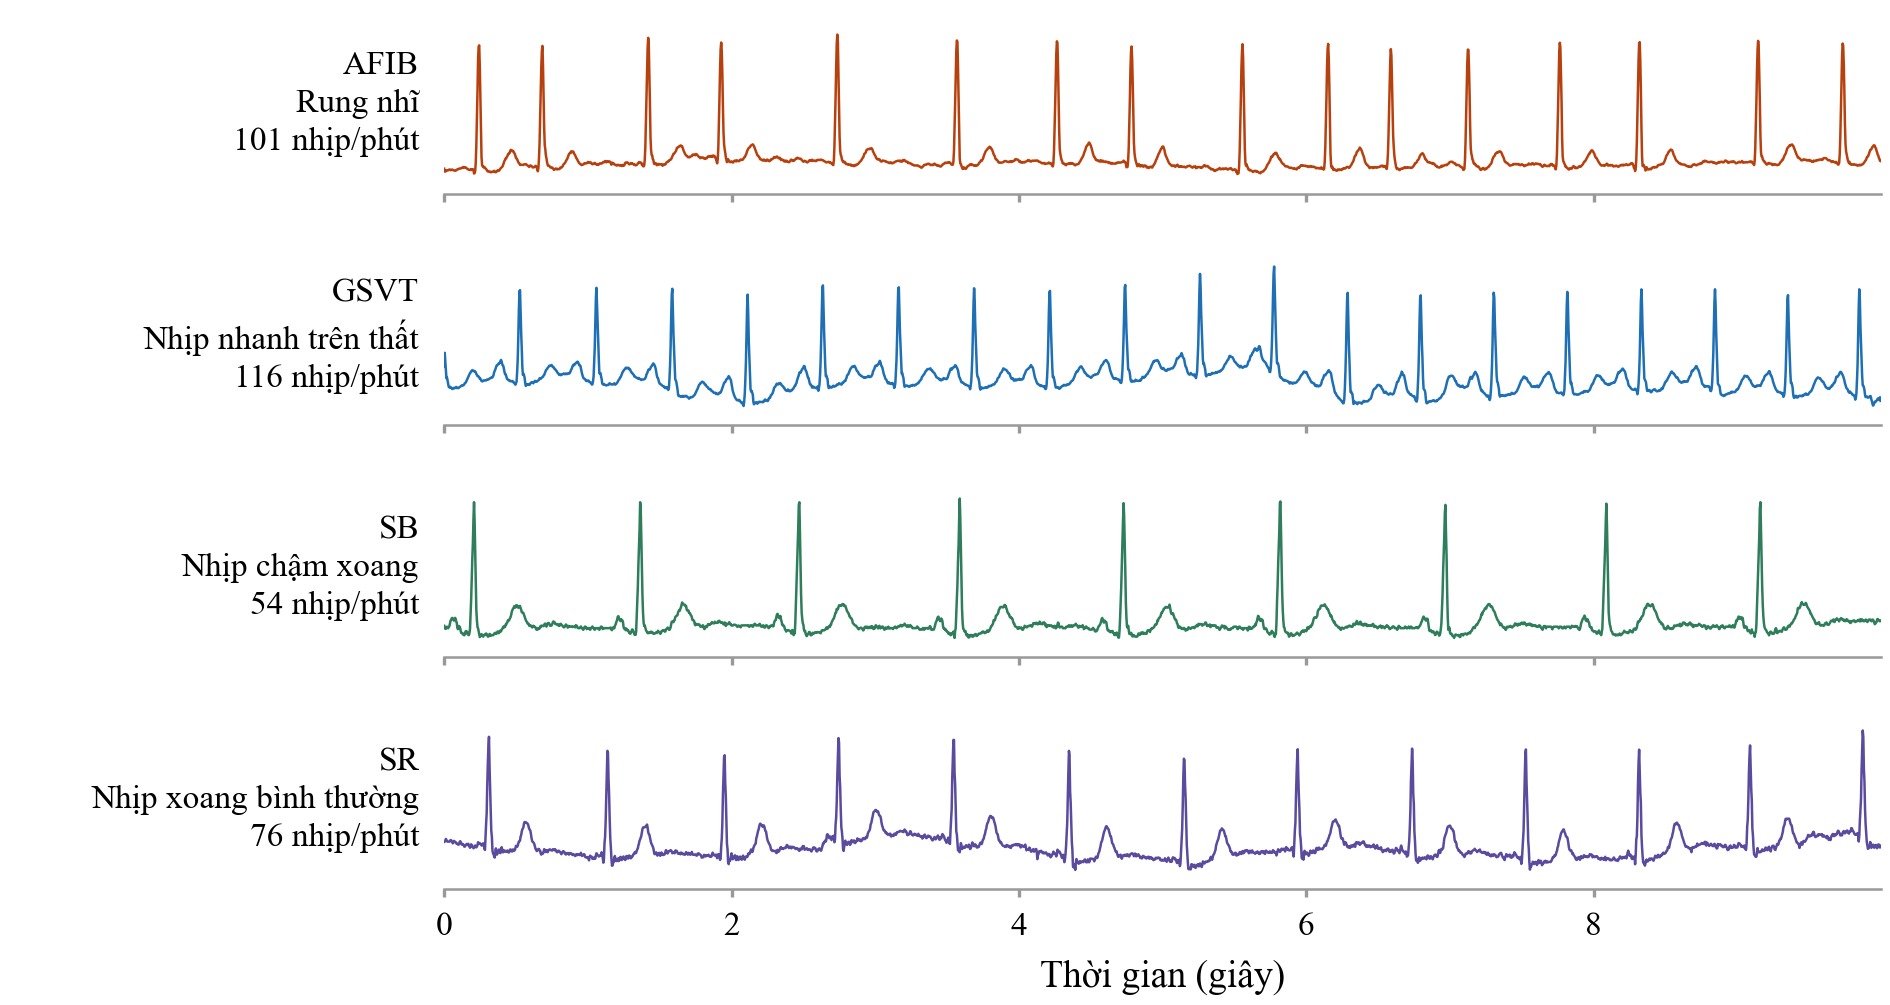 AFIB
Rung nhĩ
101 nhịp/phút
GSVT
Nhịp nhanh trên thất
116 nhịp/phút
SB
Nhịp chậm xoang
54 nhịp/phút
SR
Nhịp xoang bình thường
76 nhịp/phút
0 2 4 6 8
Thời gian (giây)